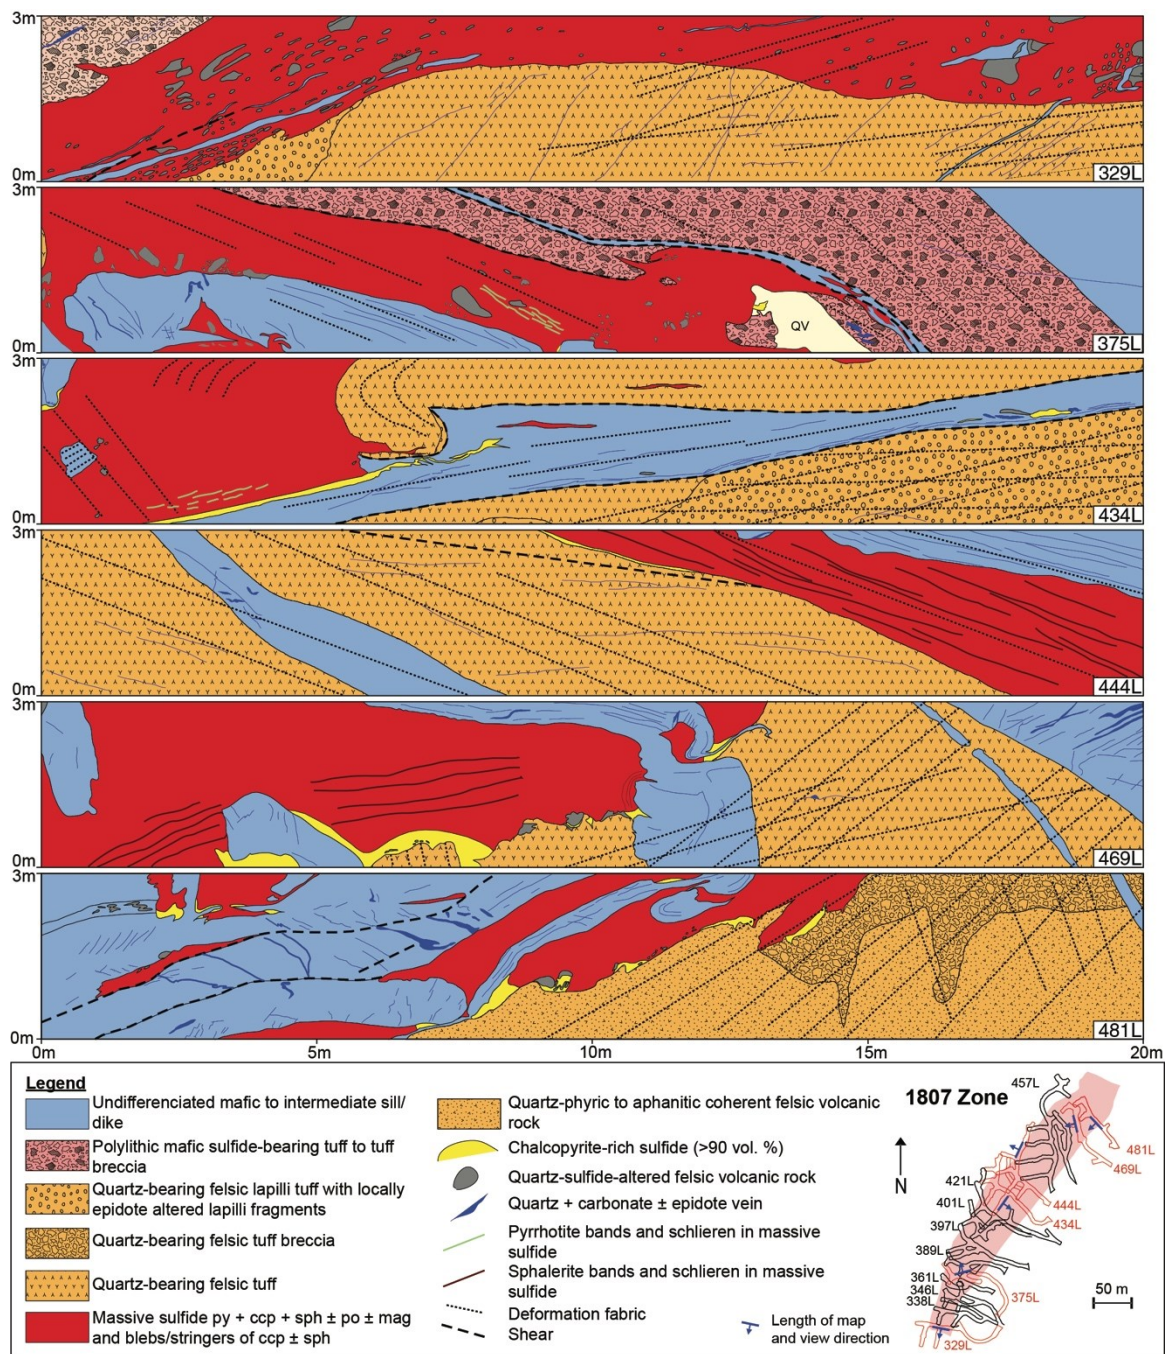 3m
0m
329L
3m
QV
0m
375L
3m
0m
434L
3m
0m
444L
3m
0m
469L
3m
0m
481L
0m 5m 10m 15m 20m
Legend
Undifferenciated mafic to intermediate sill/
dike
Polylithic mafic sulfide-bearing tuff to tuff
breccia
Quartz-bearing felsic lapilli tuff with locally
epidote altered lapilli fragments
Quartz-bearing felsic tuff breccia
Quartz-bearing felsic tuff
Massive sulfide py + ccp + sph ± po ± mag
and blebs/stringers of ccp ± sph
Quartz-phyric to aphanitic coherent felsic volcanic
rock
Chalcopyrite-rich sulfide (>90 vol. %)
Quartz-sulfide-altered felsic volcanic rock
Quartz + carbonate ± epidote vein
Pyrrhotite bands and schlieren in massive
sulfide
Sphalerite bands and schlieren in massive
sulfide
Deformation fabric
Shear
Length of map
and view direction
1807 Zone
N
457L
481L
469L
421L
401L
444L
434L
397L
389L
361L
346L
338L
375L
329L
50 m